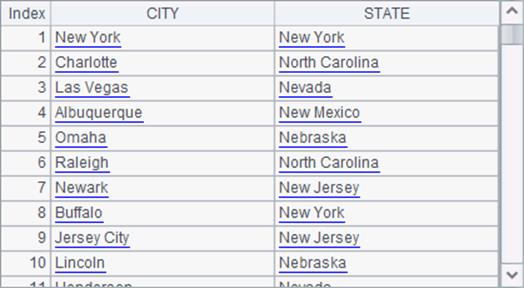 Index CITY STATE
1 New York New York
2 Charlotte North Carolina
3 Las Vegas Nevada
4 Albuquerque New Mexico
5 Omaha Nebraska
6 Raleigh North Carolina
7 Newark New Jersey
8 Buffalo New York
9 Jersey City New Jersey
10 Lincoln Nebraska
11 Henderson Nevada